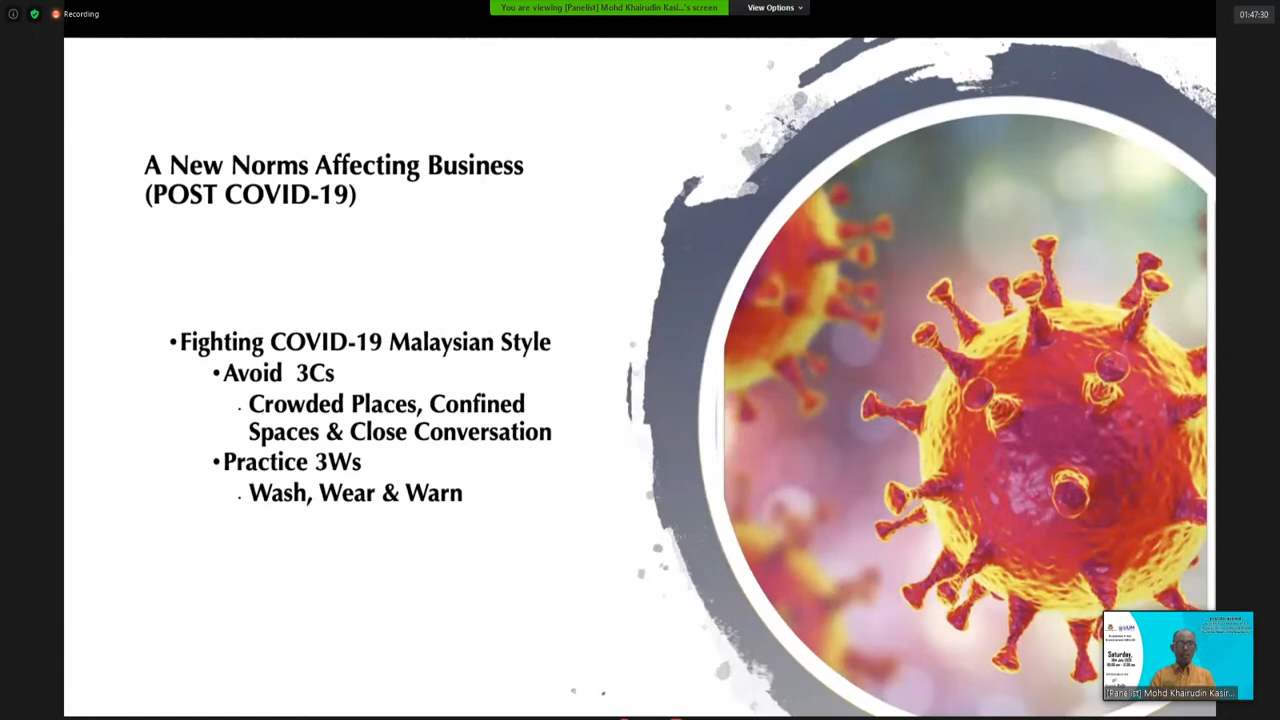 Recording
You are viewing [Panelist] Mohd Khairudin Kasi...'s screen
View Options
01:47:30
A New Norms Affecting Business
(POST COVID-19)
•Fighting COVID-19 Malaysian Style
•Avoid 3Cs
. Crowded Places, Confined
Spaces & Close Conversation
•Practice 3Ws
. Wash, Wear & Warn
Saturday,
[Panelist] Mohd Khairudin Kasir...